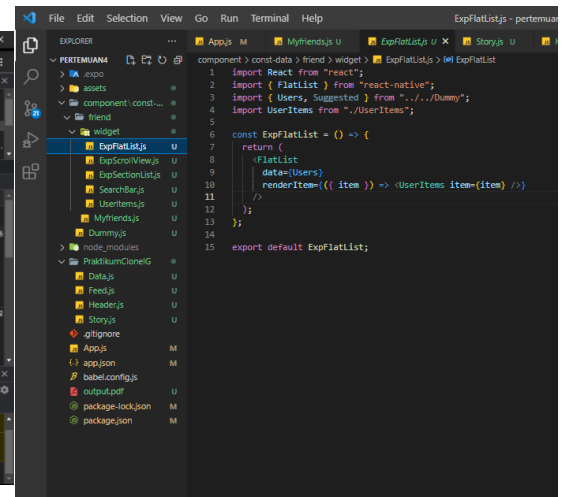 File Edit Selection View Go Run Terminal Help ExpFlatList.js - pertemuan
EXPLORER ...
App.js M Myfriends.js U ExpFlatList.js U Story.js U
component > const-data > friend > widget > ExpFlatList.js > ExpFlatList
PERTEMUAN4
.expo
assets
component\const-...
friend
widget
ExpFlatList.js U
ExpScrollView.js U
ExpSectionList.js U
SearchBar.js U
UserItems.js U
Myfriends.js U
Dummy.js U
node_modules
PraktikumCloneIG
Data.js U
Feed.js U
Header.js U
Story.js U
.gitignore
App.js M
{..} app.json M
babel.config.js
output.pdf U
package-lock.json M
package.json M
21
1 import React from "react";
2 import { FlatList } from "react-native";
3 import { Users, Suggested } from "../../Dummy";
4 import UserItems from "./UserItems";
5
6 const ExpFlatList = () => {
7 return (
8 <FlatList
9 data={Users}
10 renderItem={({ item }) => <UserItems item={item} />}
11 />
12 );
13 };
14
15 export default ExpFlatList;